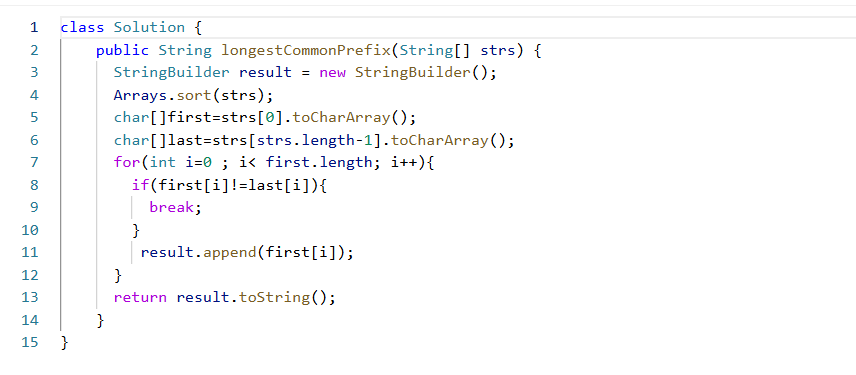 1 class Solution {
2 public String longestCommonPrefix(String[] strs) {
3 StringBuilder result = new StringBuilder();
4 Arrays.sort(strs);
5 char[]first=strs[0].toCharArray();
6 char[]last=strs[strs.length-1].toCharArray();
7 for(int i=0 ; i< first.length; i++){
8 if(first[i]!=last[i]){
9 break;
10 }
11 result.append(first[i]);
12 }
13 return result.toString();
14 }
15 }